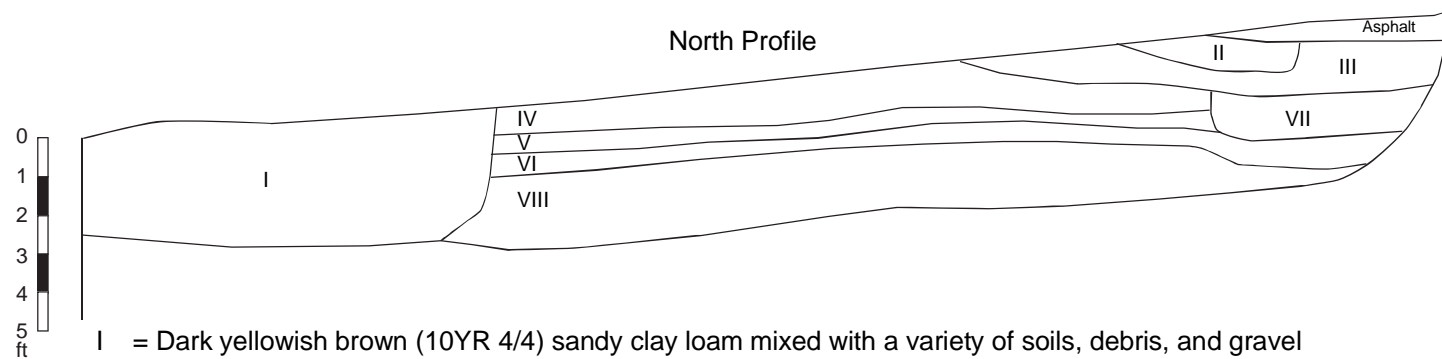 North Profile
Asphalt
II
III
IV
VII
V
VI
I
VIII
0
1
2
3
4
5
ft
I = Dark yellowish brown (10YR 4/4) sandy clay loam mixed with a variety of soils, debris, and gravel